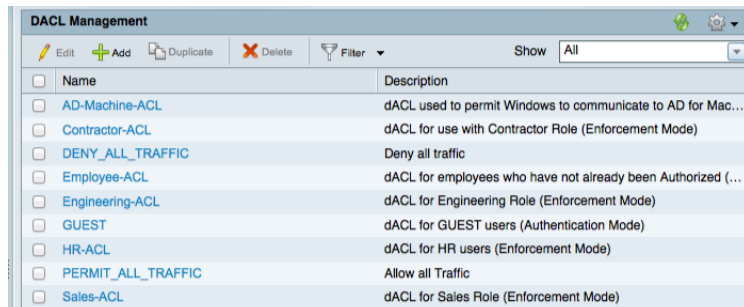 DACL Management
Edit Add Duplicate Delete Filter Show All
Name Description
AD-Machine-ACL dACL used to permit Windows to communicate to AD for Mac...
Contractor-ACL dACL for use with Contractor Role (Enforcement Mode)
DENY_ALL_TRAFFIC Deny all traffic
Employee-ACL dACL for employees who have not already been Authorized (...
Engineering-ACL dACL for Engineering Role (Enforcement Mode)
GUEST dACL for GUEST users (Authentication Mode)
HR-ACL dACL for HR users (Enforcement Mode)
PERMIT_ALL_TRAFFIC Allow all Traffic
Sales-ACL dACL for Sales Role (Enforcement Mode)